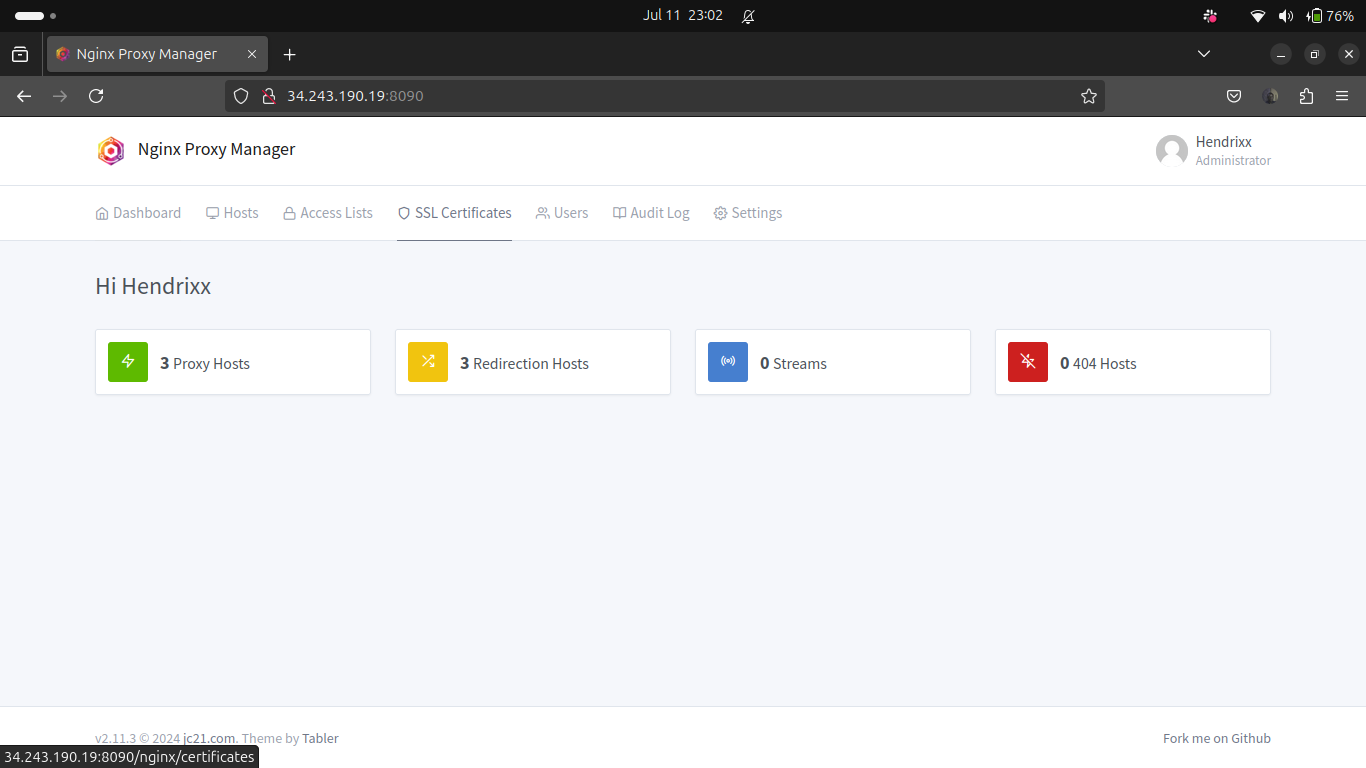 Jul 11 23:02
76%
Nginx Proxy Manager
34.243.190.19:8090
Nginx Proxy Manager
Hendrixx
Administrator
Dashboard Hosts Access Lists SSL Certificates Users Audit Log Settings
Hi Hendrixx
3 Proxy Hosts
3 Redirection Hosts
0 Streams
0 404 Hosts
v2.11.3 © 2024 jc21.com. Theme by Tabler
Fork me on Github
34.243.190.19:8090/nginx/certificates